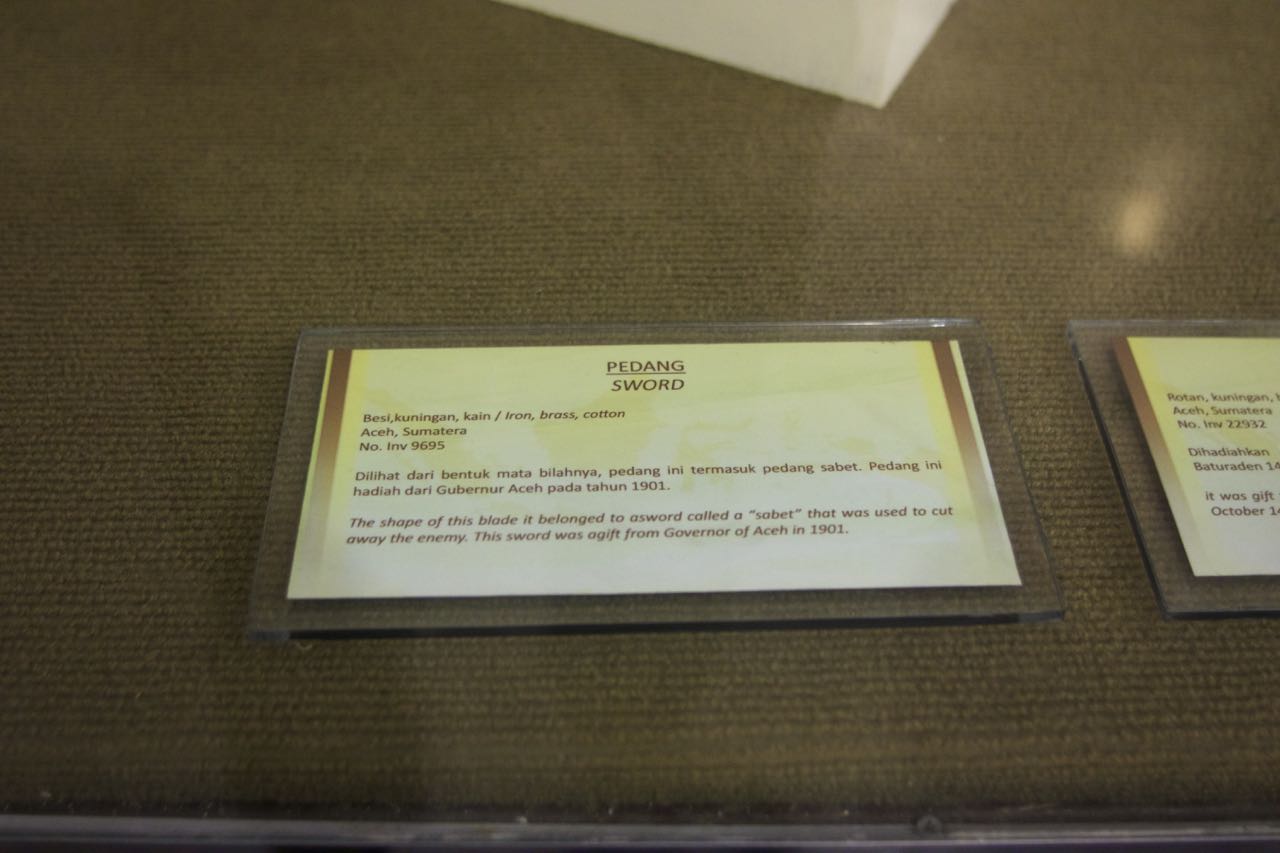 PEDANG
SWORD
Besi,kuningan, kain / Iron, brass, cotton
Aceh, Sumatera
No. Inv 9695
Dilihat dari bentuk mata bilahnya, pedang ini termasuk pedang sabet. Pedang ini
hadiah dari Gubernur Aceh pada tahun 1901.
The shape of this blade it belonged to asword called a "sabet" that was used to cut
away the enemy. This sword was agift from Governor of Aceh in 1901.
Rotan, kuningan,
Aceh, Sumatera
No. Inv 22932
Dihadiahkan
Baturaden 14
it was gift
October 14